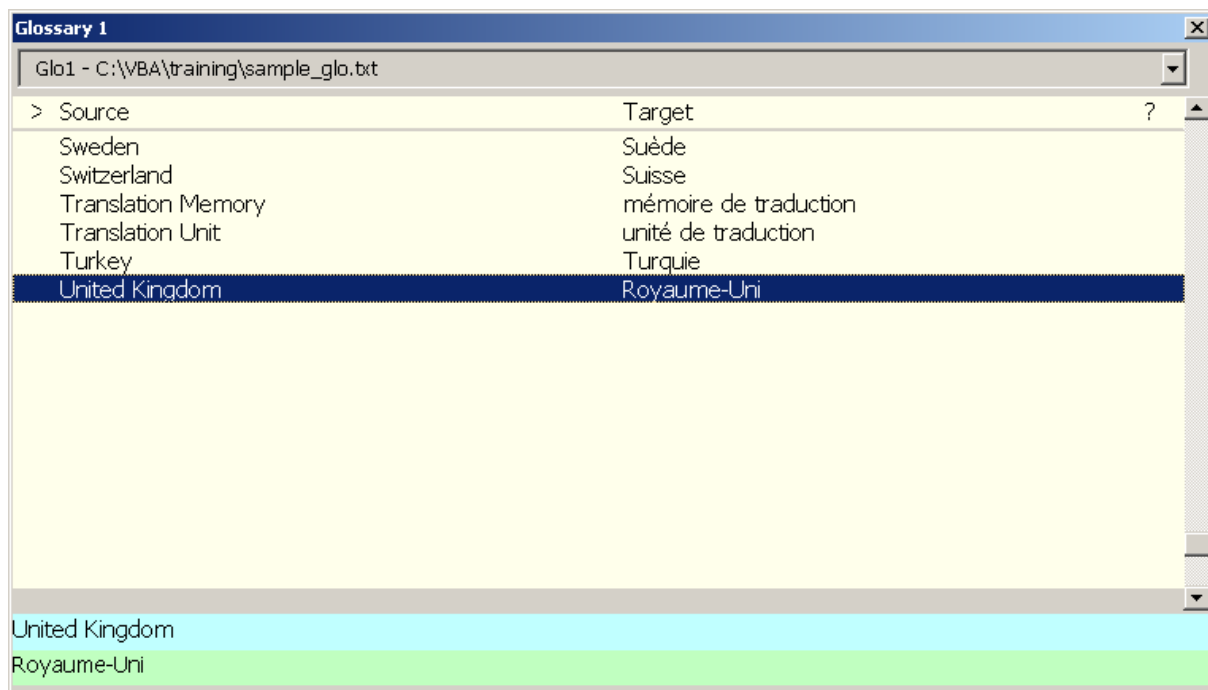 Glossary 1
Glo1 - C:\VBA\training\sample_glo.txt
> Source Target ?
Sweden Suède
Switzerland Suisse
Translation Memory mémoire de traduction
Translation Unit unité de traduction
Turkey Turquie
United Kingdom Royaume-Uni
United Kingdom
Royaume-Uni